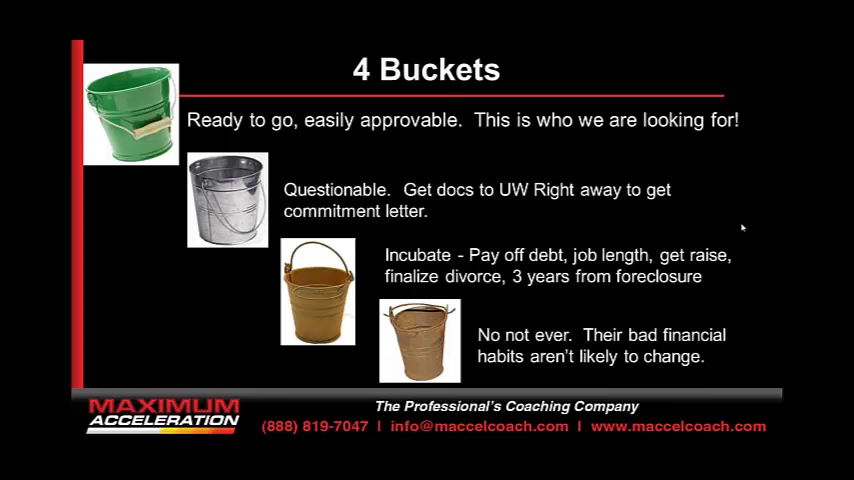 4 Buckets
Ready to go, easily approvable. This is who we are looking for!
Questionable. Get docs to UW Right away to get
commitment letter.
Incubate - Pay off debt, job length, get raise,
finalize divorce, 3 years from foreclosure
No not ever. Their bad financial
habits aren't likely to change.
MAXIMUM
ACCELERATION
The Professional's Coaching Company
(888) 819-7047 | info@maccelcoach.com | www.maccelcoach.com